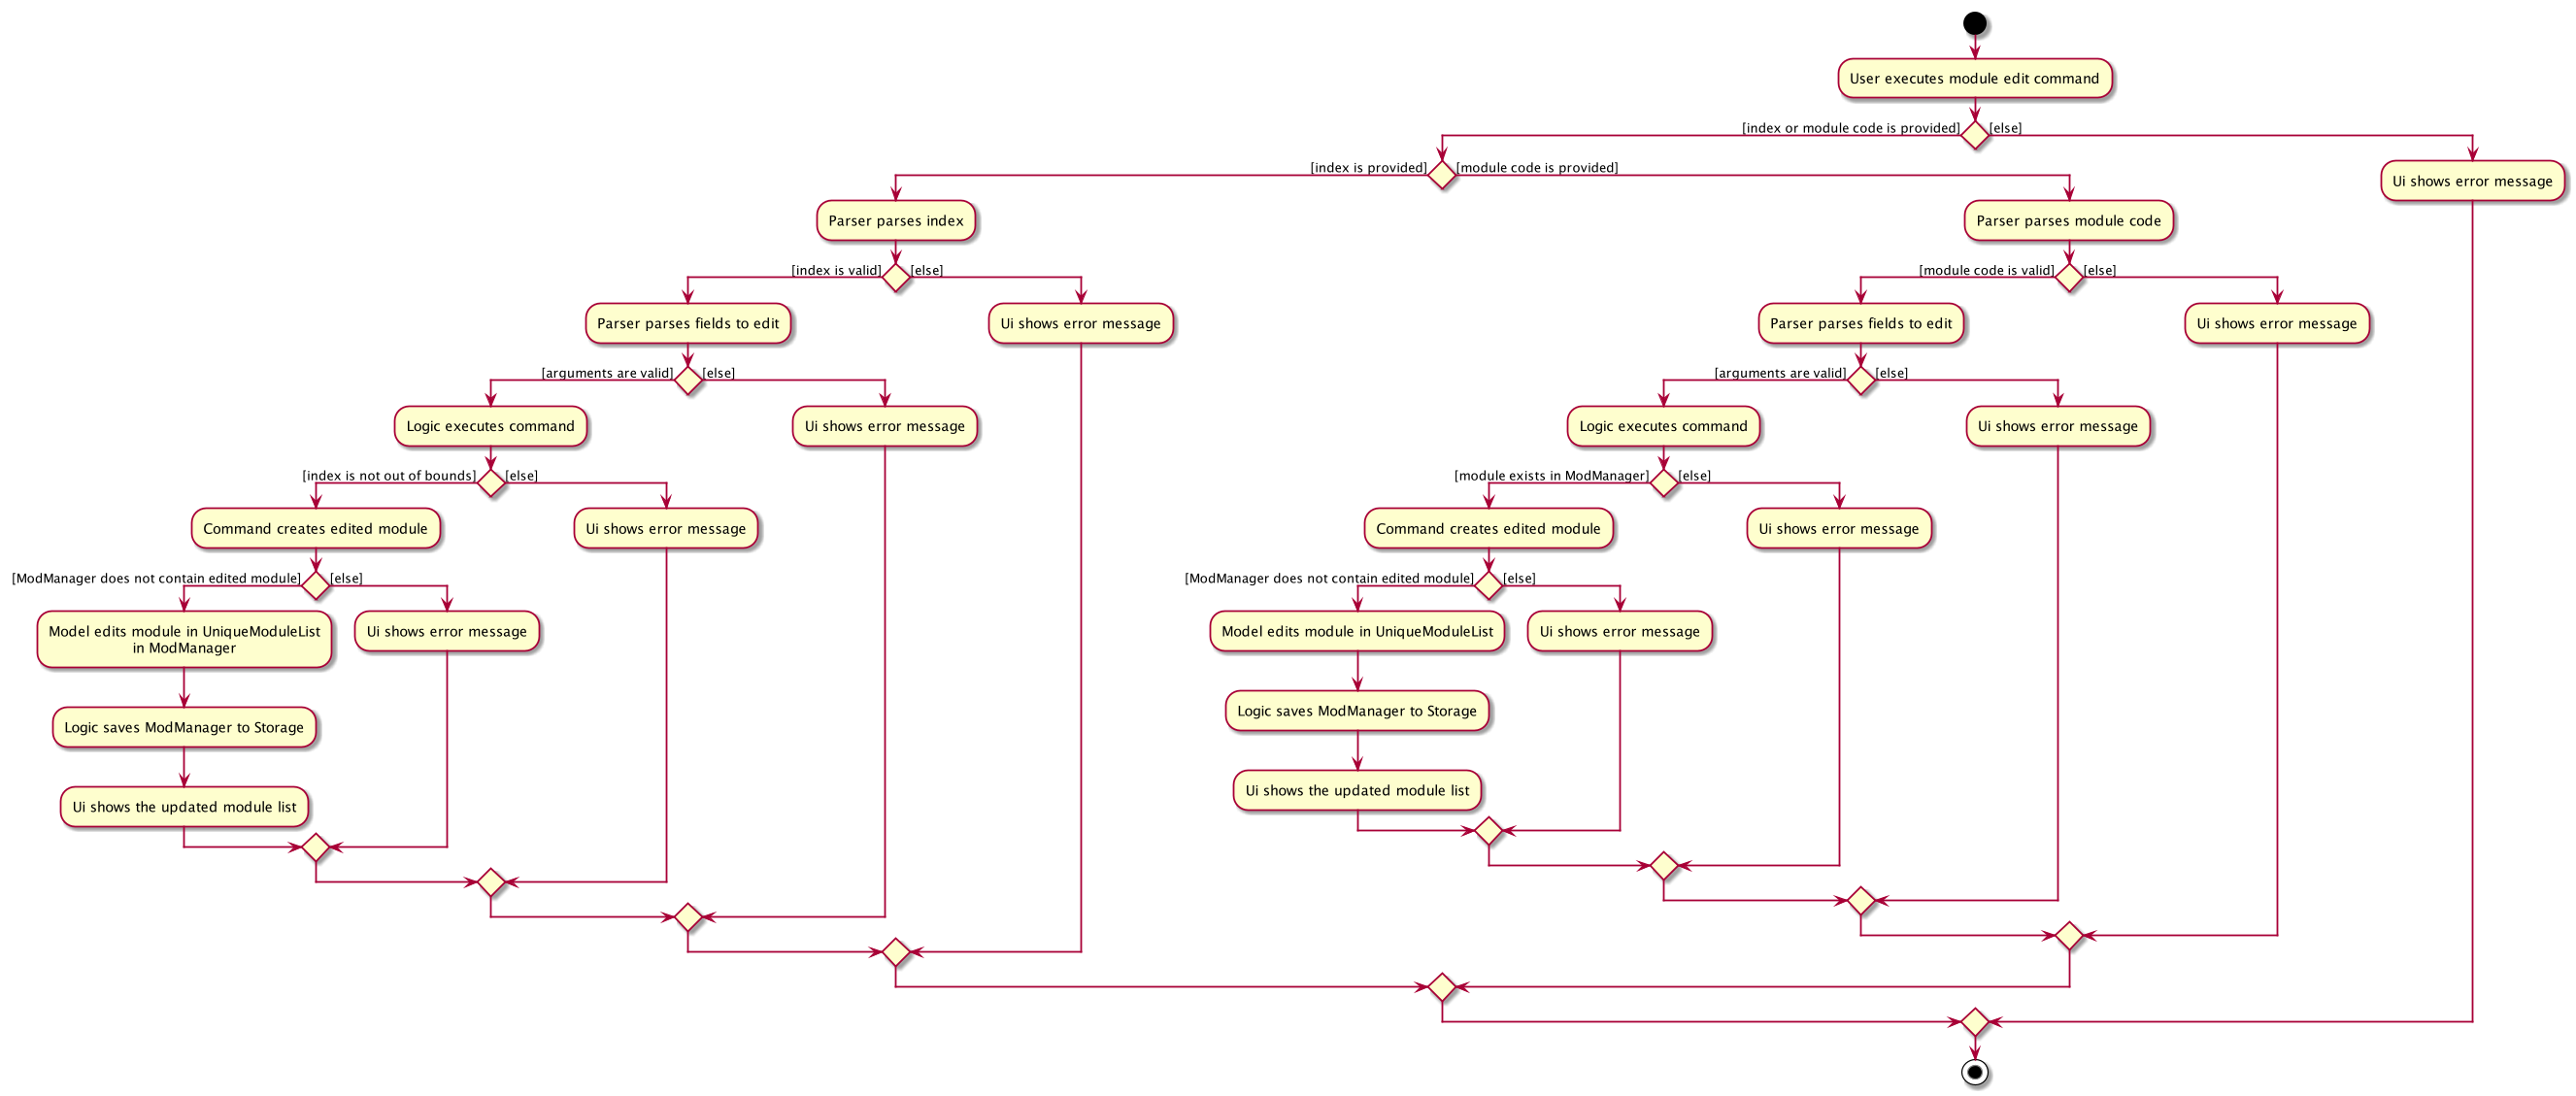 User executes module edit command
[index or module code is provided]
[else]
[index is provided]
[module code is provided]
Ui shows error message
Parser parses index
Parser parses module code
[index is valid]
[else]
[module code is valid]
[else]
Parser parses fields to edit
Ui shows error message
Parser parses fields to edit
Ui shows error message
[arguments are valid]
[else]
[arguments are valid]
[else]
Logic executes command
Ui shows error message
Logic executes command
Ui shows error message
[index is not out of bounds]
[else]
[module exists in ModManager]
[else]
Command creates edited module
Ui shows error message
Command creates edited module
Ui shows error message
[ModManager does not contain edited module]
[else]
[ModManager does not contain edited module]
[else]
Model edits module in UniqueModuleList
in ModManager
Ui shows error message
Model edits module in UniqueModuleList
Ui shows error message
Logic saves ModManager to Storage
Logic saves ModManager to Storage
Ui shows the updated module list
Ui shows the updated module list